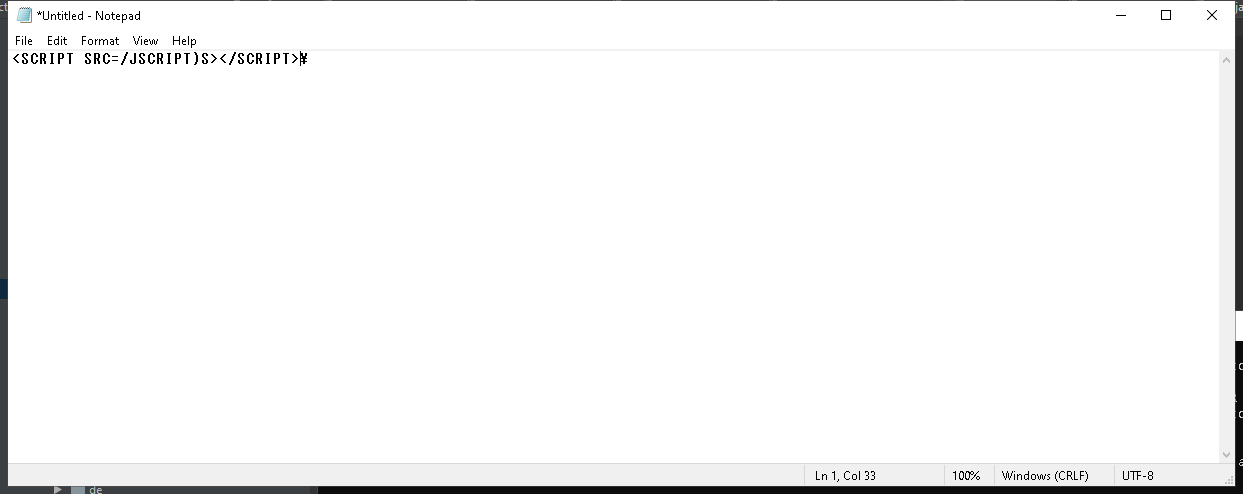 *Untitled - Notepad
File Edit Format View Help
<SCRIPT SRC=/JSCRIPT)S></SCRIPT>¥
Ln 1, Col 33 100% Windows (CRLF) UTF-8
de